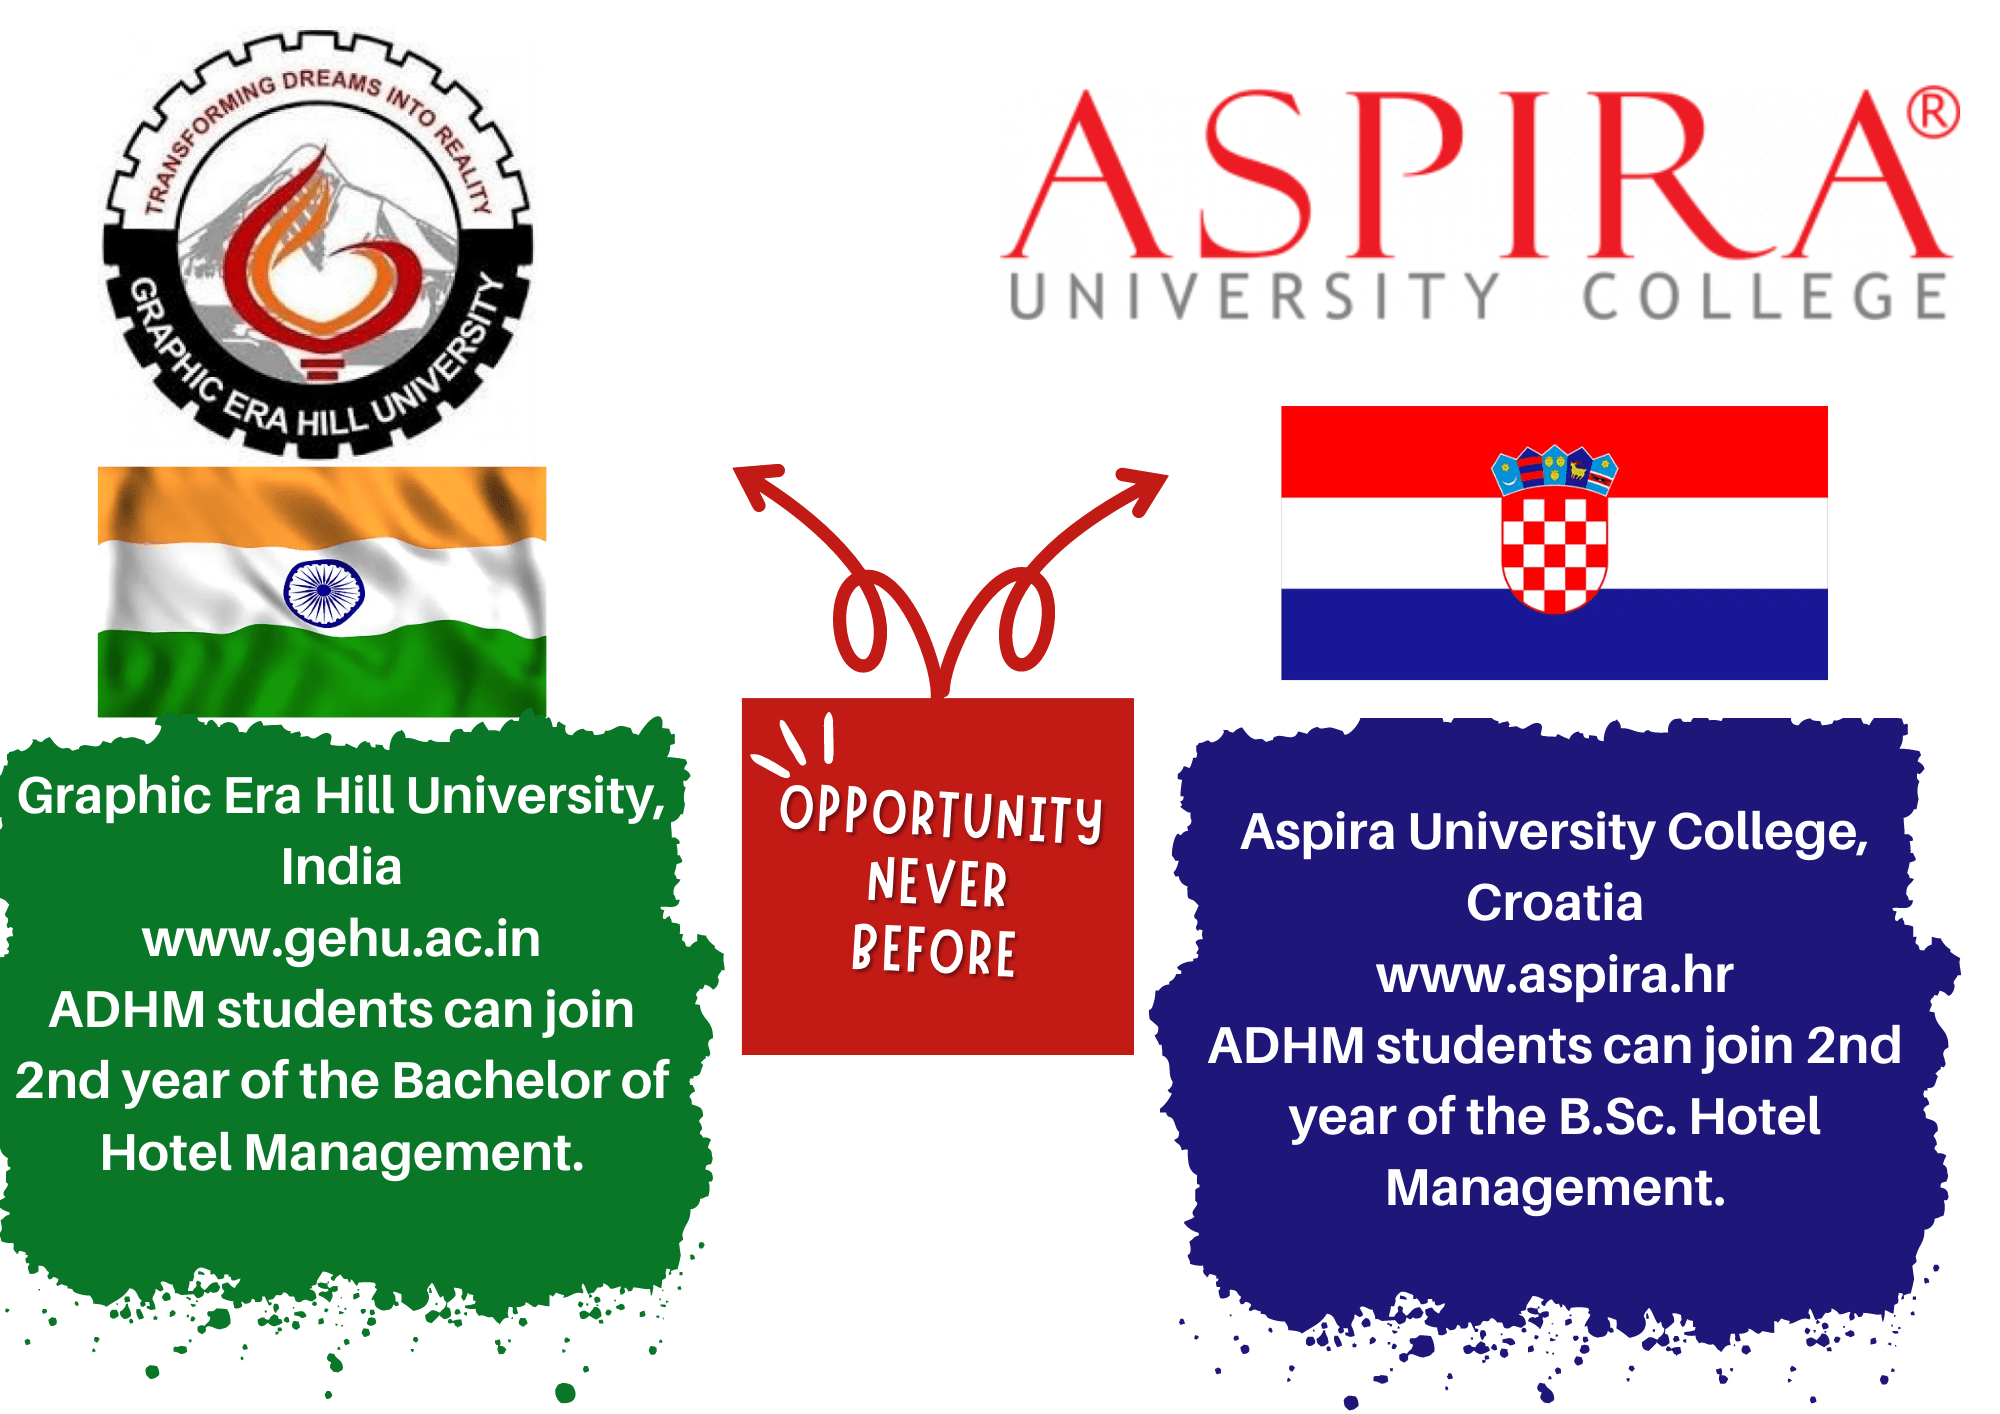 TRANSFORMING DREAMS INTO REALITY
GRAPHIC ERA HILL UNIVERSITY
ASPIRA®
UNIVERSITY COLLEGE
Graphic Era Hill University,
India
www.gehu.ac.in
ADHM students can join
2nd year of the Bachelor of
Hotel Management.
OPPORTUNITY
NEVER
BEFORE
Aspira University College,
Croatia
www.aspira.hr
ADHM students can join 2nd
year of the B.Sc. Hotel
Management.